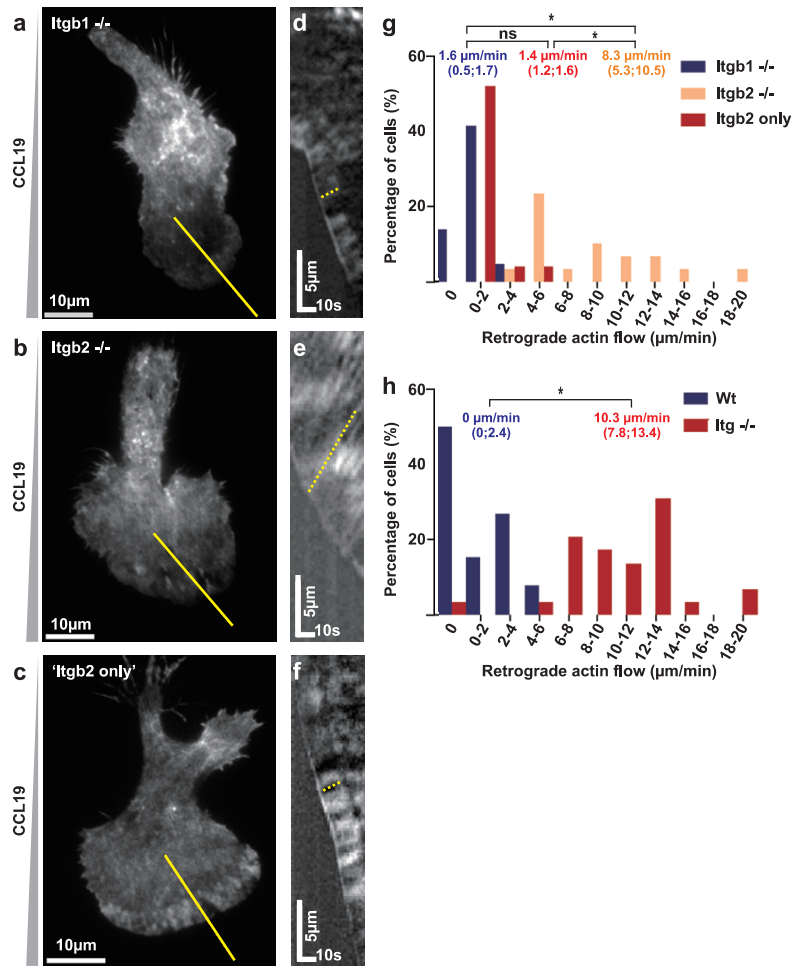 a
Itgb1 -/-
CCL19
10µm
b
Itgb2 -/-
CCL19
10µm
c
'Itgb2 only'
CCL19
10µm
d
5µm
10s
e
5µm
10s
f
5µm
10s
g
*
ns
*
1.6 µm/min
(0.5;1.7)
1.4 µm/min
(1.2;1.6)
8.3 µm/min
(5.3;10.5)
Itgb1 -/-
Itgb2 -/-
Itgb2 only
Percentage of cells (%)
60
40
20
0
0-2
2-4
4-6
6-8
8-10
10-12
12-14
14-16
16-18
18-20
Retrograde actin flow (µm/min)
h
*
0 µm/min
(0;2.4)
10.3 µm/min
(7.8;13.4)
Wt
Itg -/-
Percentage of cells (%)
60
40
20
0
0-2
2-4
4-6
6-8
8-10
10-12
12-14
14-16
16-18
18-20
Retrograde actin flow (µm/min)